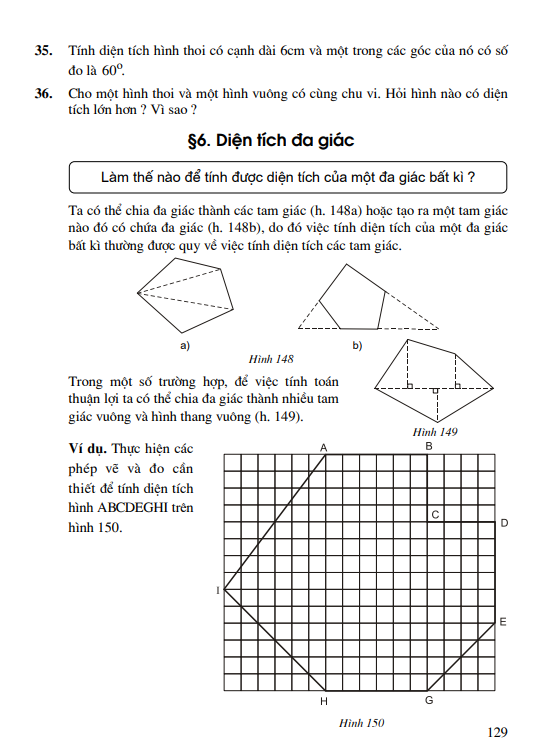 35. Tính diện tích hình thoi có cạnh dài 6cm và một trong các góc của nó có số
đo là 60°.
36. Cho một hình thoi và một hình vuông có cùng chu vi. Hỏi hình nào có diện
tích lớn hơn ? Vì sao ?
§6. Diện tích đa giác
Làm thế nào để tính được diện tích của một đa giác bất kì ?
Ta có thể chia đa giác thành các tam giác (h. 148a) hoặc tạo ra một tam giác
nào đó có chứa đa giác (h. 148b), do đó việc tính diện tích của một đa giác
bất kì thường được quy về việc tính diện tích các tam giác.
a)
b)
Hình 148
Trong một số trường hợp, để việc tính toán
thuận lợi ta có thể chia đa giác thành nhiều tam
giác vuông và hình thang vuông (h. 149).
Hình 149
Ví dụ. Thực hiện các
phép vẽ và đo cần
thiết để tính diện tích
hình ABCDEGHI trên
hình 150.
A
B
C
D
I
E
H
G
Hình 150
129